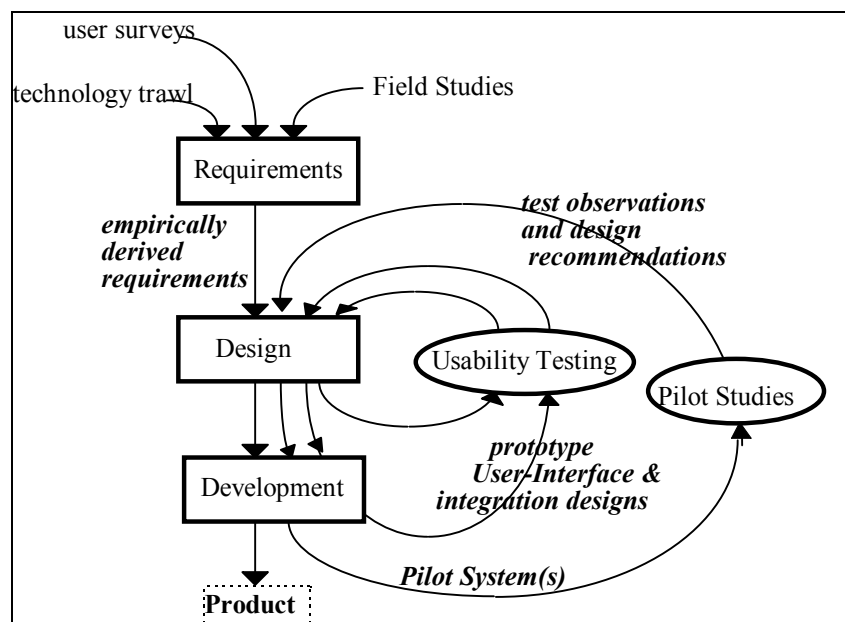 user surveys
technology trawl
Field Studies
Requirements
empirically
derived
requirements
test observations
and design
recommendations
Design
Usability Testing
Pilot Studies
prototype
User-Interface &
integration designs
Development
Pilot System(s)
Product